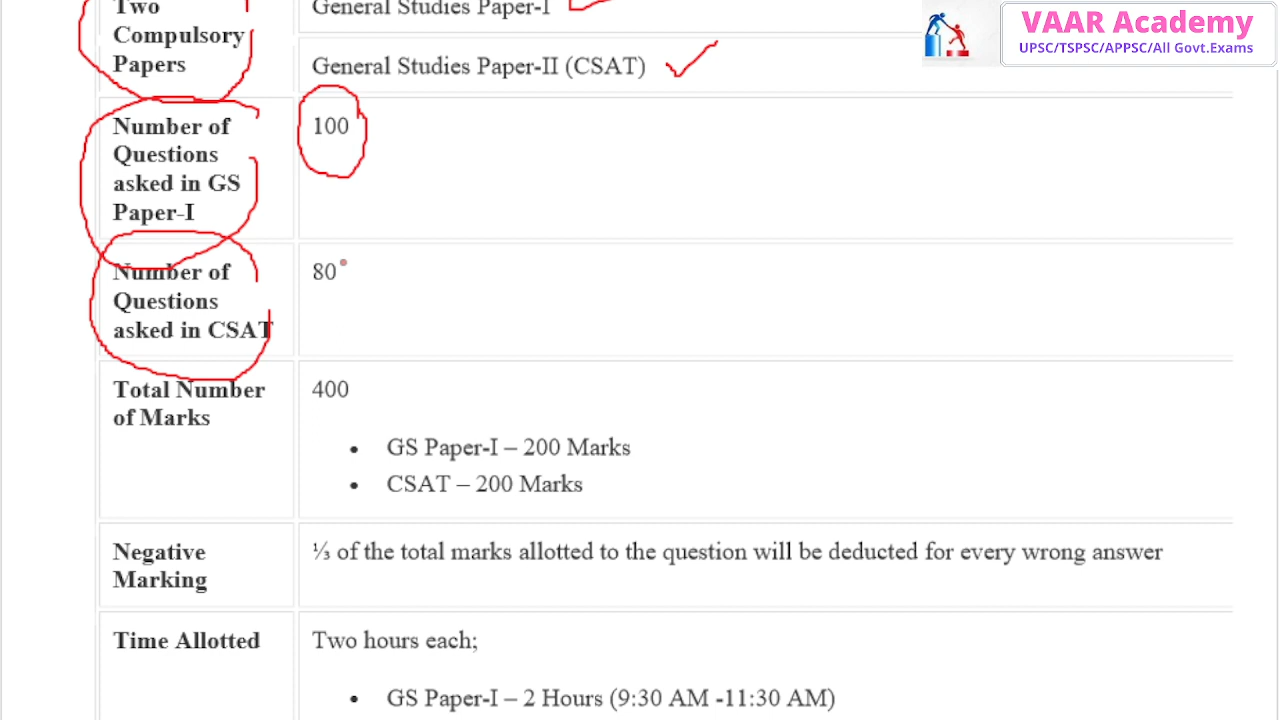 VAAR Academy
UPSC/TSPSC/APPSC/All Govt.Exams
Two
Compulsory
Papers
General Studies Paper-I
General Studies Paper-II (CSAT)
Number of
Questions
asked in GS
Paper-I
100
Number of
Questions
asked in CSAT
80
Total Number
of Marks
400
• GS Paper-I – 200 Marks
• CSAT – 200 Marks
Negative
Marking
⅓ of the total marks allotted to the question will be deducted for every wrong answer
Time Allotted
Two hours each;
• GS Paper-I – 2 Hours (9:30 AM -11:30 AM)